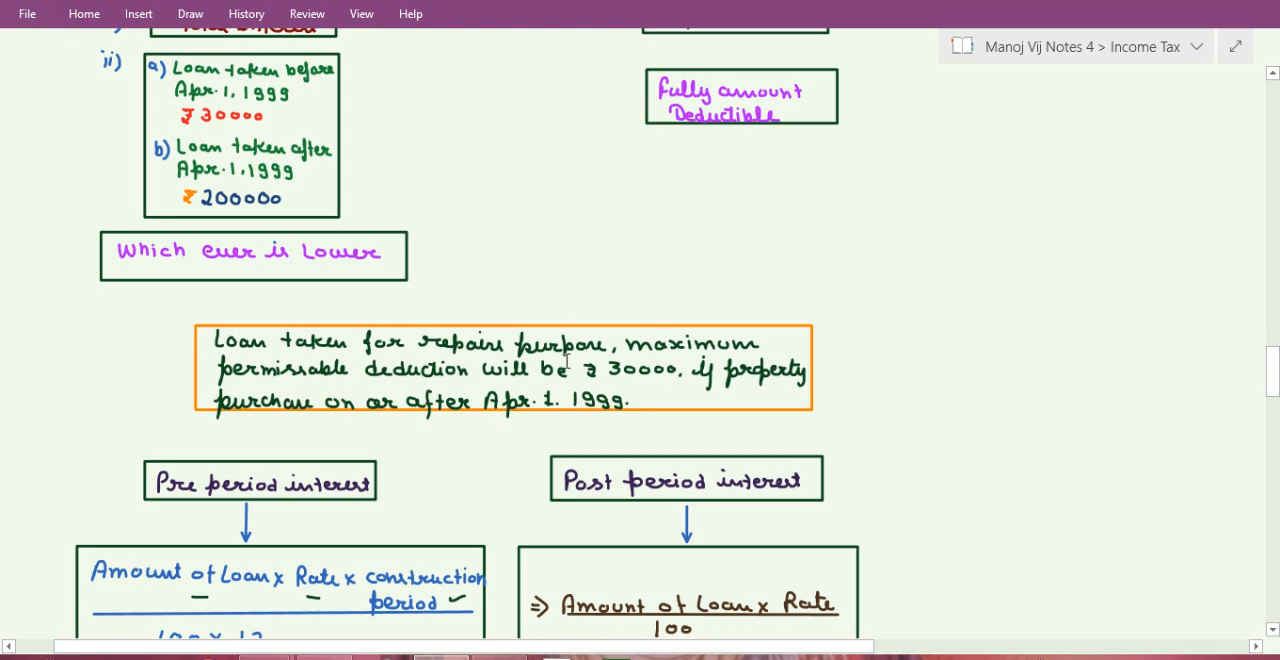 File Home Insert Draw History Review View Help
Manoj Vij Notes 4 > Income Tax
ii)
a) Loan taken before
Apr. 1, 1999
₹ 30000
b) Loan taken after
Apr. 1, 1999
₹ 200000
Fully amount
Deductible
Which ever is Lower
Loan taken for repairs purpose, maximum
permissable deduction will be ₹ 30000. if property
purchase on or after Apr. 1. 1999.
Pre period interest
Post period interest
Amount of Loan x Rate x construction
period
100 x 12
⇒ Amount of Loan x Rate
100